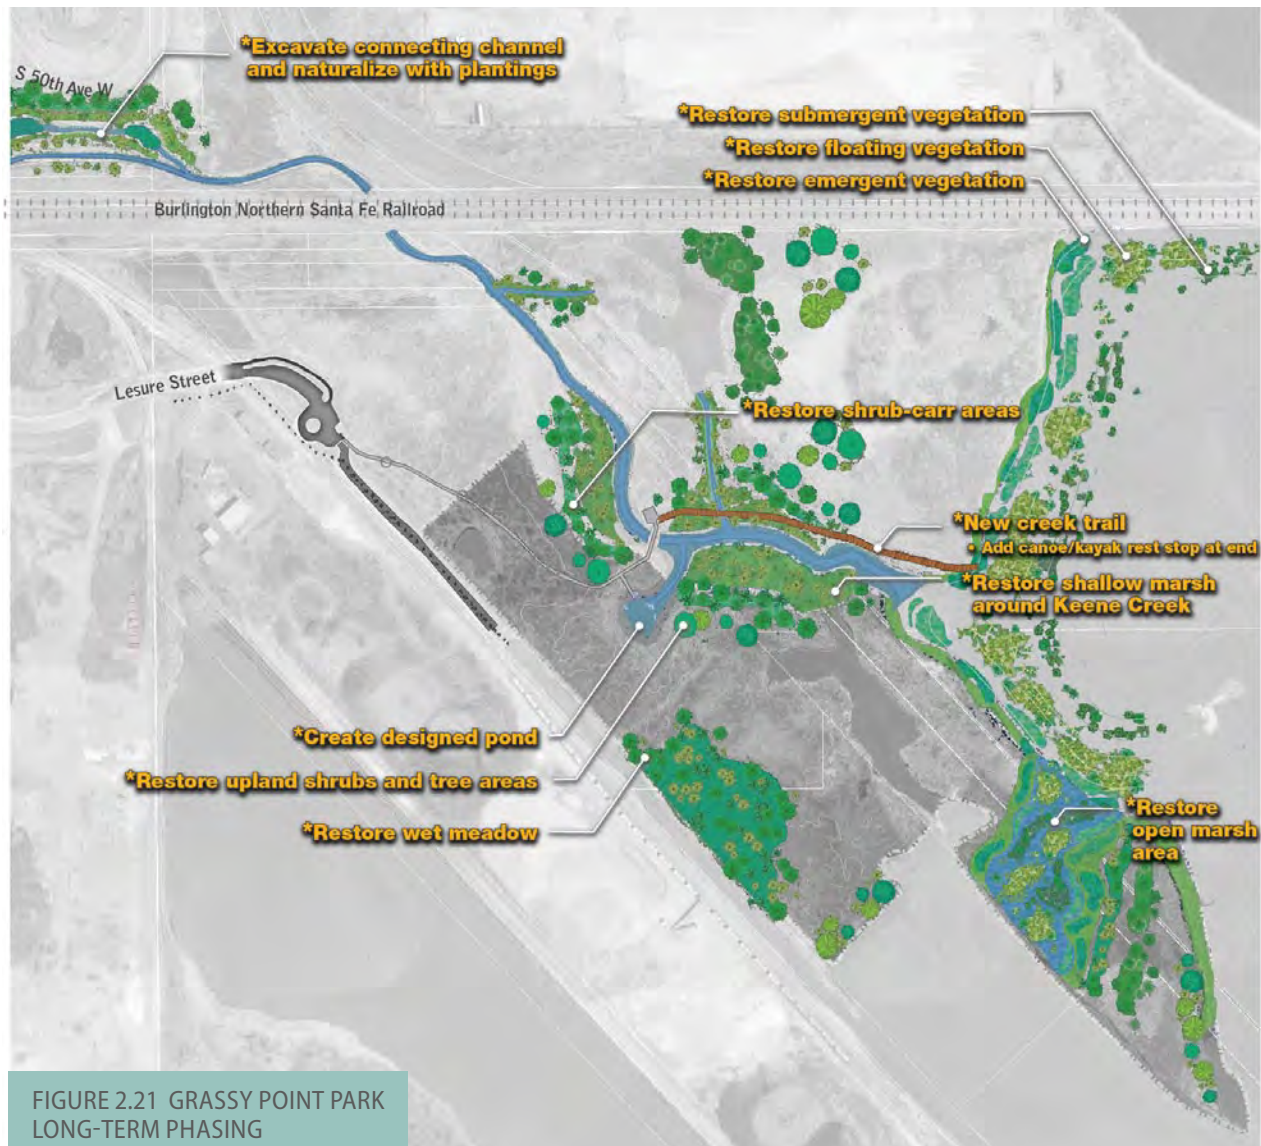 *Excavate connecting channel
and naturalize with plantings
S 50th Ave W
*Restore submergent vegetation
*Restore floating vegetation
*Restore emergent vegetation
Burlington Northern Santa Fe Railroad
Lesure Street
*Restore shrub-carr areas
*New creek trail
• Add canoe/kayak rest stop at end
*Restore shallow marsh
around Keene Creek
*Create designed pond
*Restore upland shrubs and tree areas
*Restore wet meadow
*Restore
open marsh
area
FIGURE 2.21 GRASSY POINT PARK
LONG-TERM PHASING